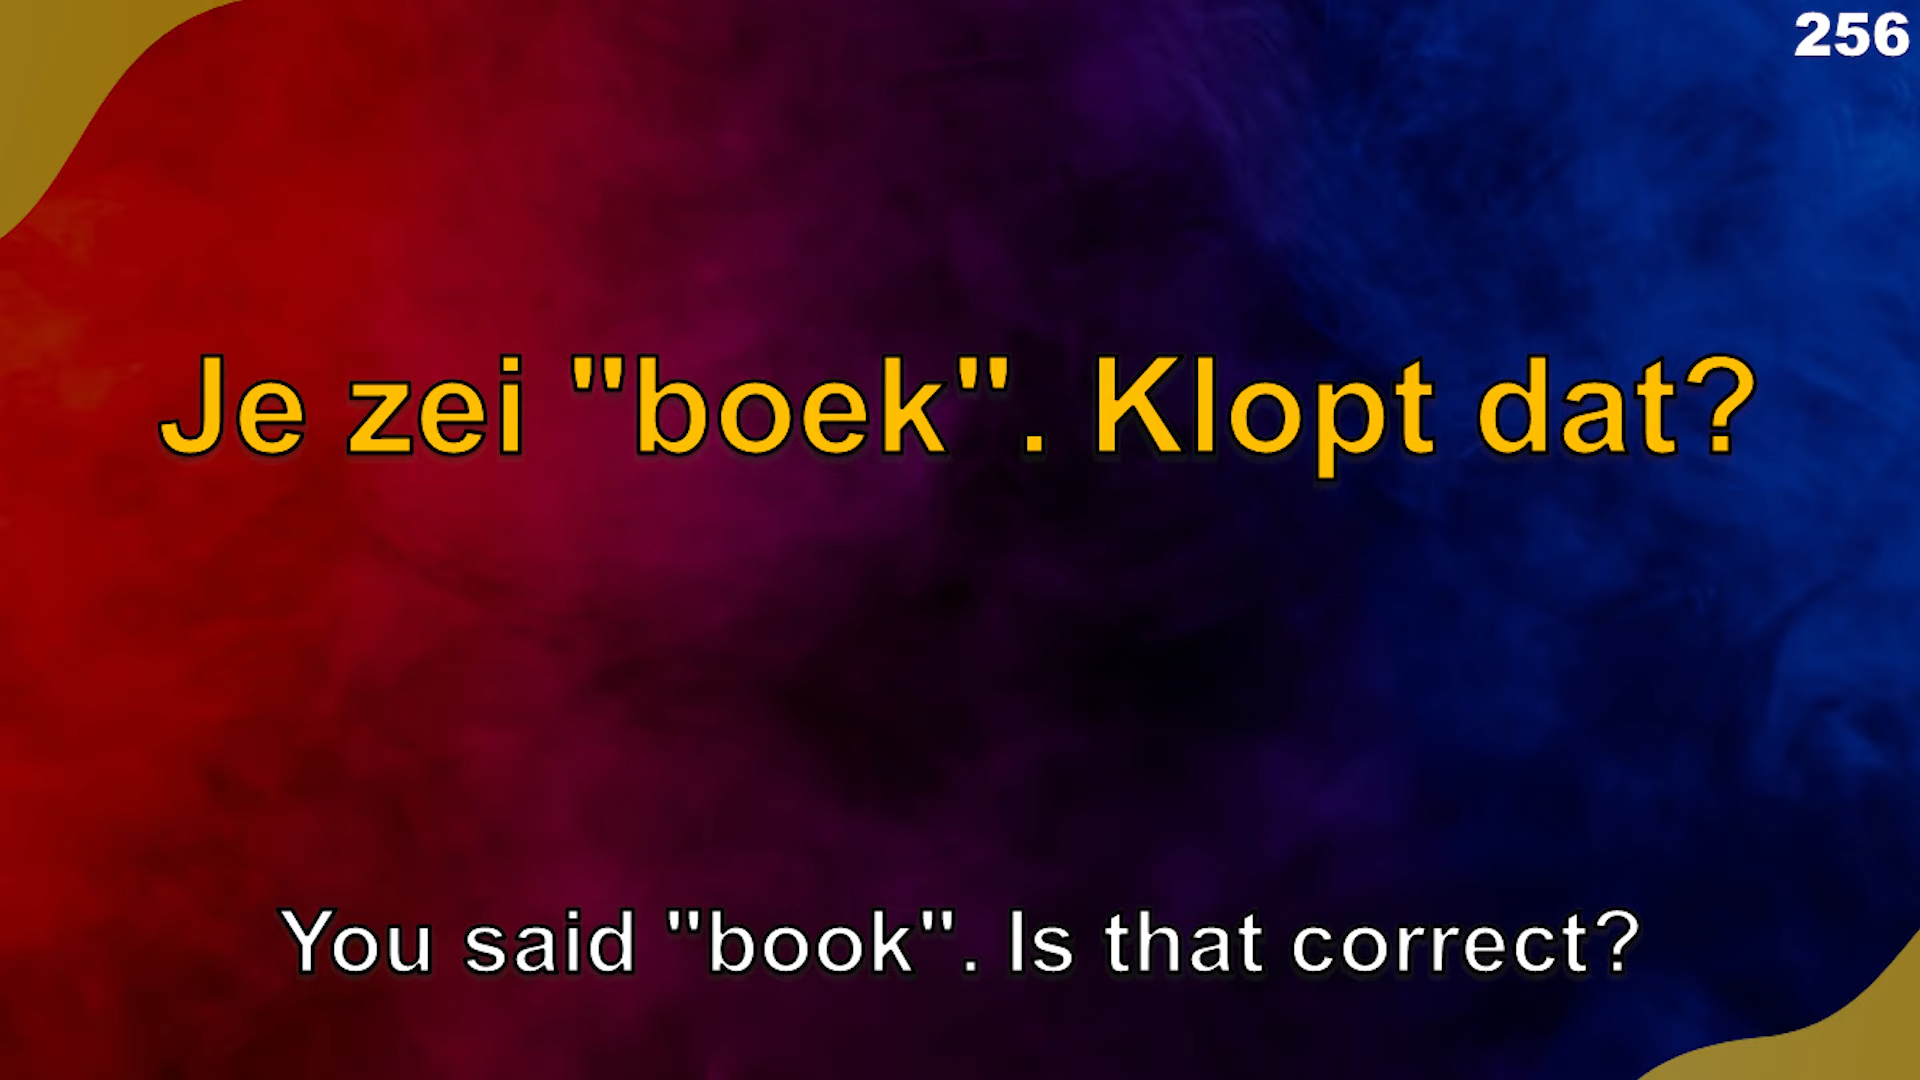 256
Je zei "boek". Klopt dat?
You said "book". Is that correct?